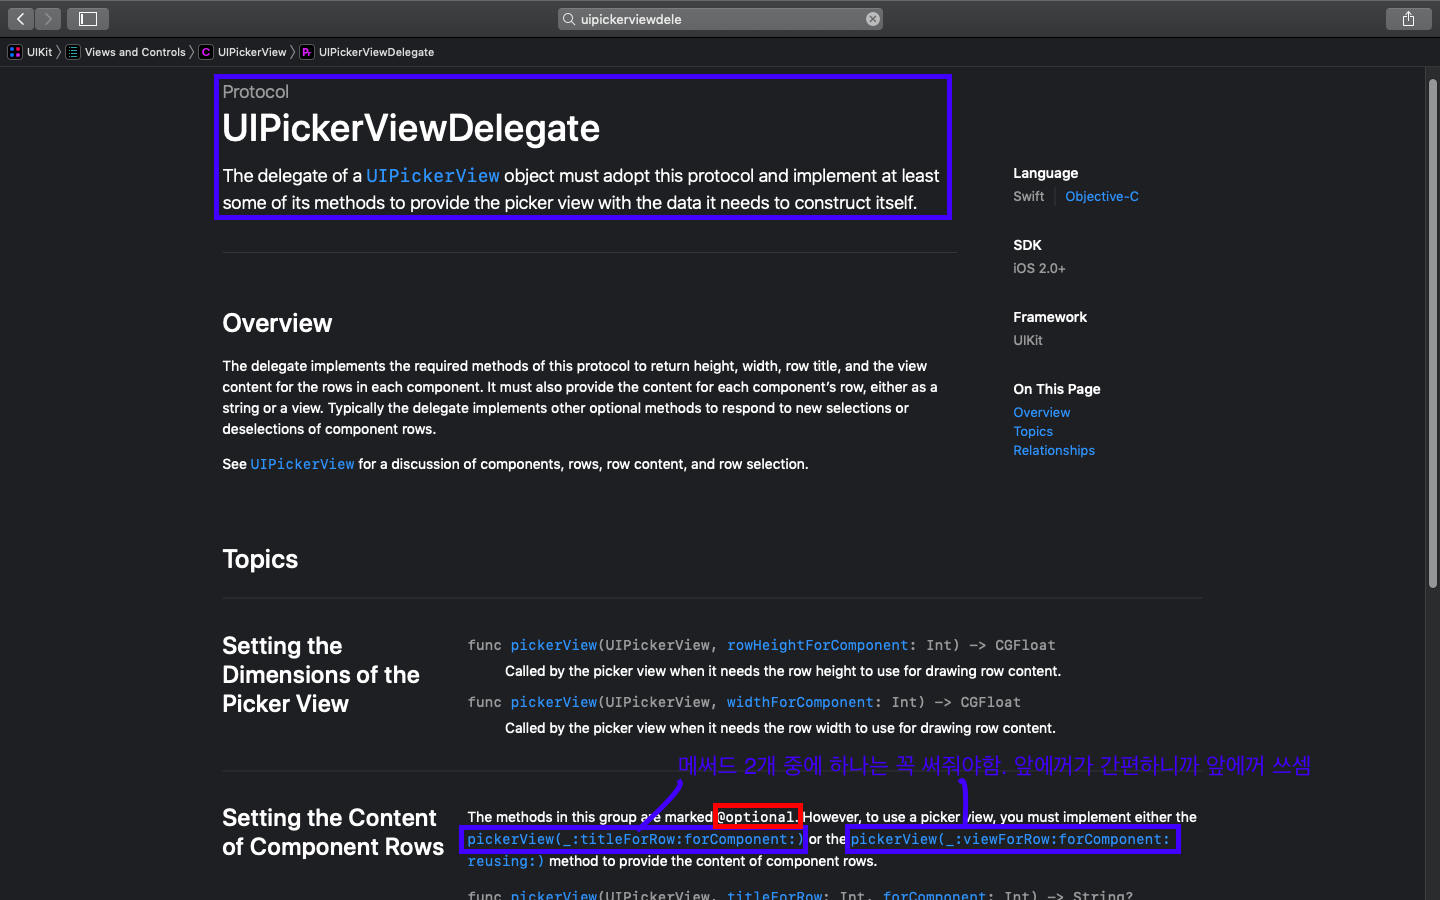 uipickerviewdele
UIKit
Views and Controls
C UIPickerView
Pr UIPickerViewDelegate
Protocol
UIPickerViewDelegate
The delegate of a UIPickerView object must adopt this protocol and implement at least
some of its methods to provide the picker view with the data it needs to construct itself.
Language
Swift
Objective-C
SDK
iOS 2.0+
Framework
UIKit
On This Page
Overview
Topics
Relationships
Overview
The delegate implements the required methods of this protocol to return height, width, row title, and the view
content for the rows in each component. It must also provide the content for each component’s row, either as a
string or a view. Typically the delegate implements other optional methods to respond to new selections or
deselections of component rows.
See UIPickerView for a discussion of components, rows, row content, and row selection.
Topics
Setting the
Dimensions of the
Picker View
func pickerView(UIPickerView, rowHeightForComponent: Int) -> CGFloat
Called by the picker view when it needs the row height to use for drawing row content.
func pickerView(UIPickerView, widthForComponent: Int) -> CGFloat
Called by the picker view when it needs the row width to use for drawing row content.
메써드 2개 중에 하나는 꼭 써줘야함. 앞에꺼가 간편하니까 앞에꺼 쓰셈
Setting the Content
of Component Rows
The methods in this group are marked @optional. However, to use a picker view, you must implement either the
pickerView(_:titleForRow:forComponent:) or the pickerView(_:viewForRow:forComponent:
reusing:) method to provide the content of component rows.
func pickerView(UIPickerView, titleForRow: Int, forComponent: Int) -> String?